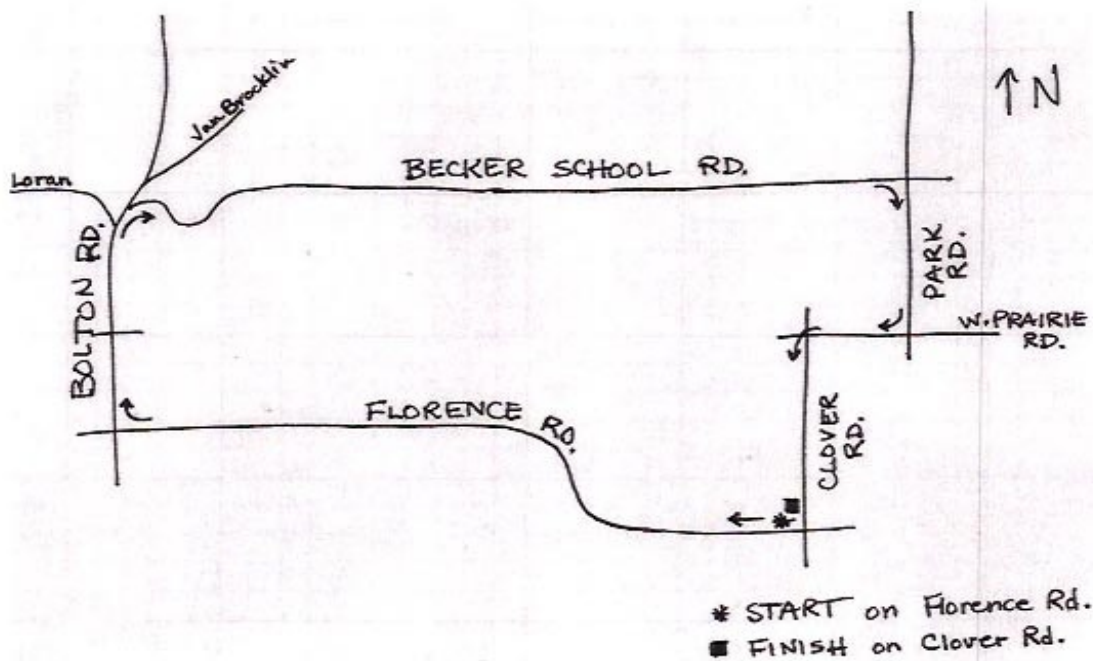 N
Van Brocklin
BECKER SCHOOL RD.
Loran
BOLTON RD.
PARK
RD.
W. PRAIRIE
RD.
FLORENCE RD.
CLOVER
RD.
* START on Florence Rd.
■ FINISH on Clover Rd.